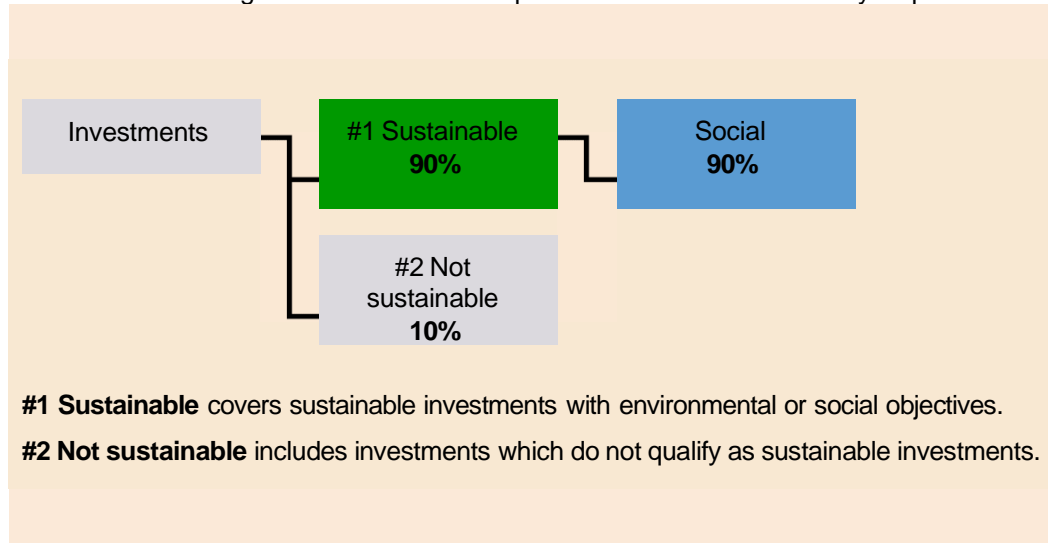 Investments
#1 Sustainable
90%
Social
90%
#2 Not
sustainable
10%
#1 Sustainable covers sustainable investments with environmental or social objectives.
#2 Not sustainable includes investments which do not qualify as sustainable investments.